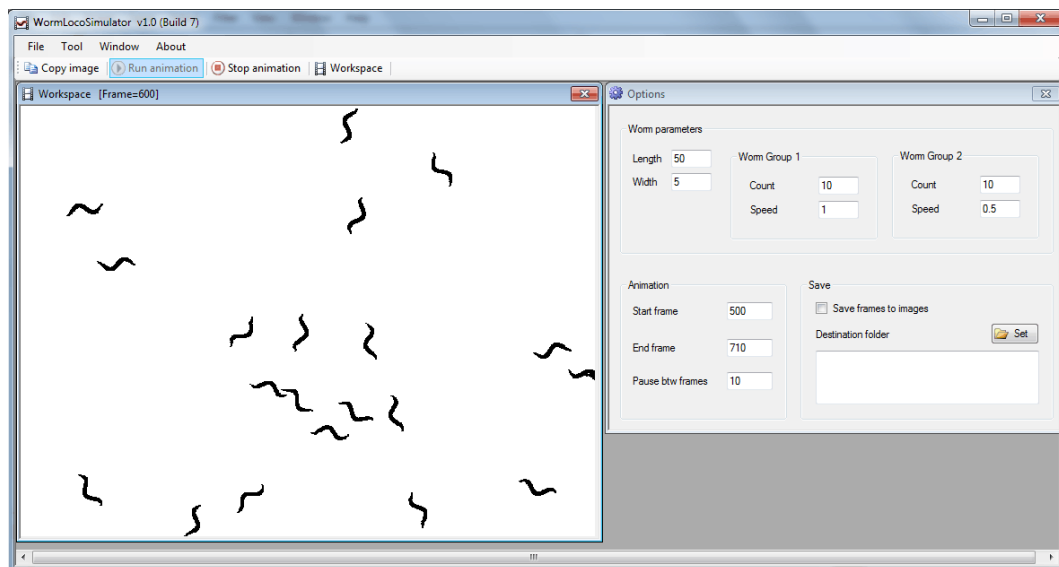 WormLocoSimulator v1.0 (Build 7)
File Tool Window About
Copy image Run animation Stop animation Workspace
Workspace [Frame=600]
Options
Worm parameters
Length 50
Width 5
Worm Group 1
Count 10
Speed 1
Worm Group 2
Count 10
Speed 0.5
Animation
Start frame 500
End frame 710
Pause btw frames 10
Save
Save frames to images
Destination folder
Set